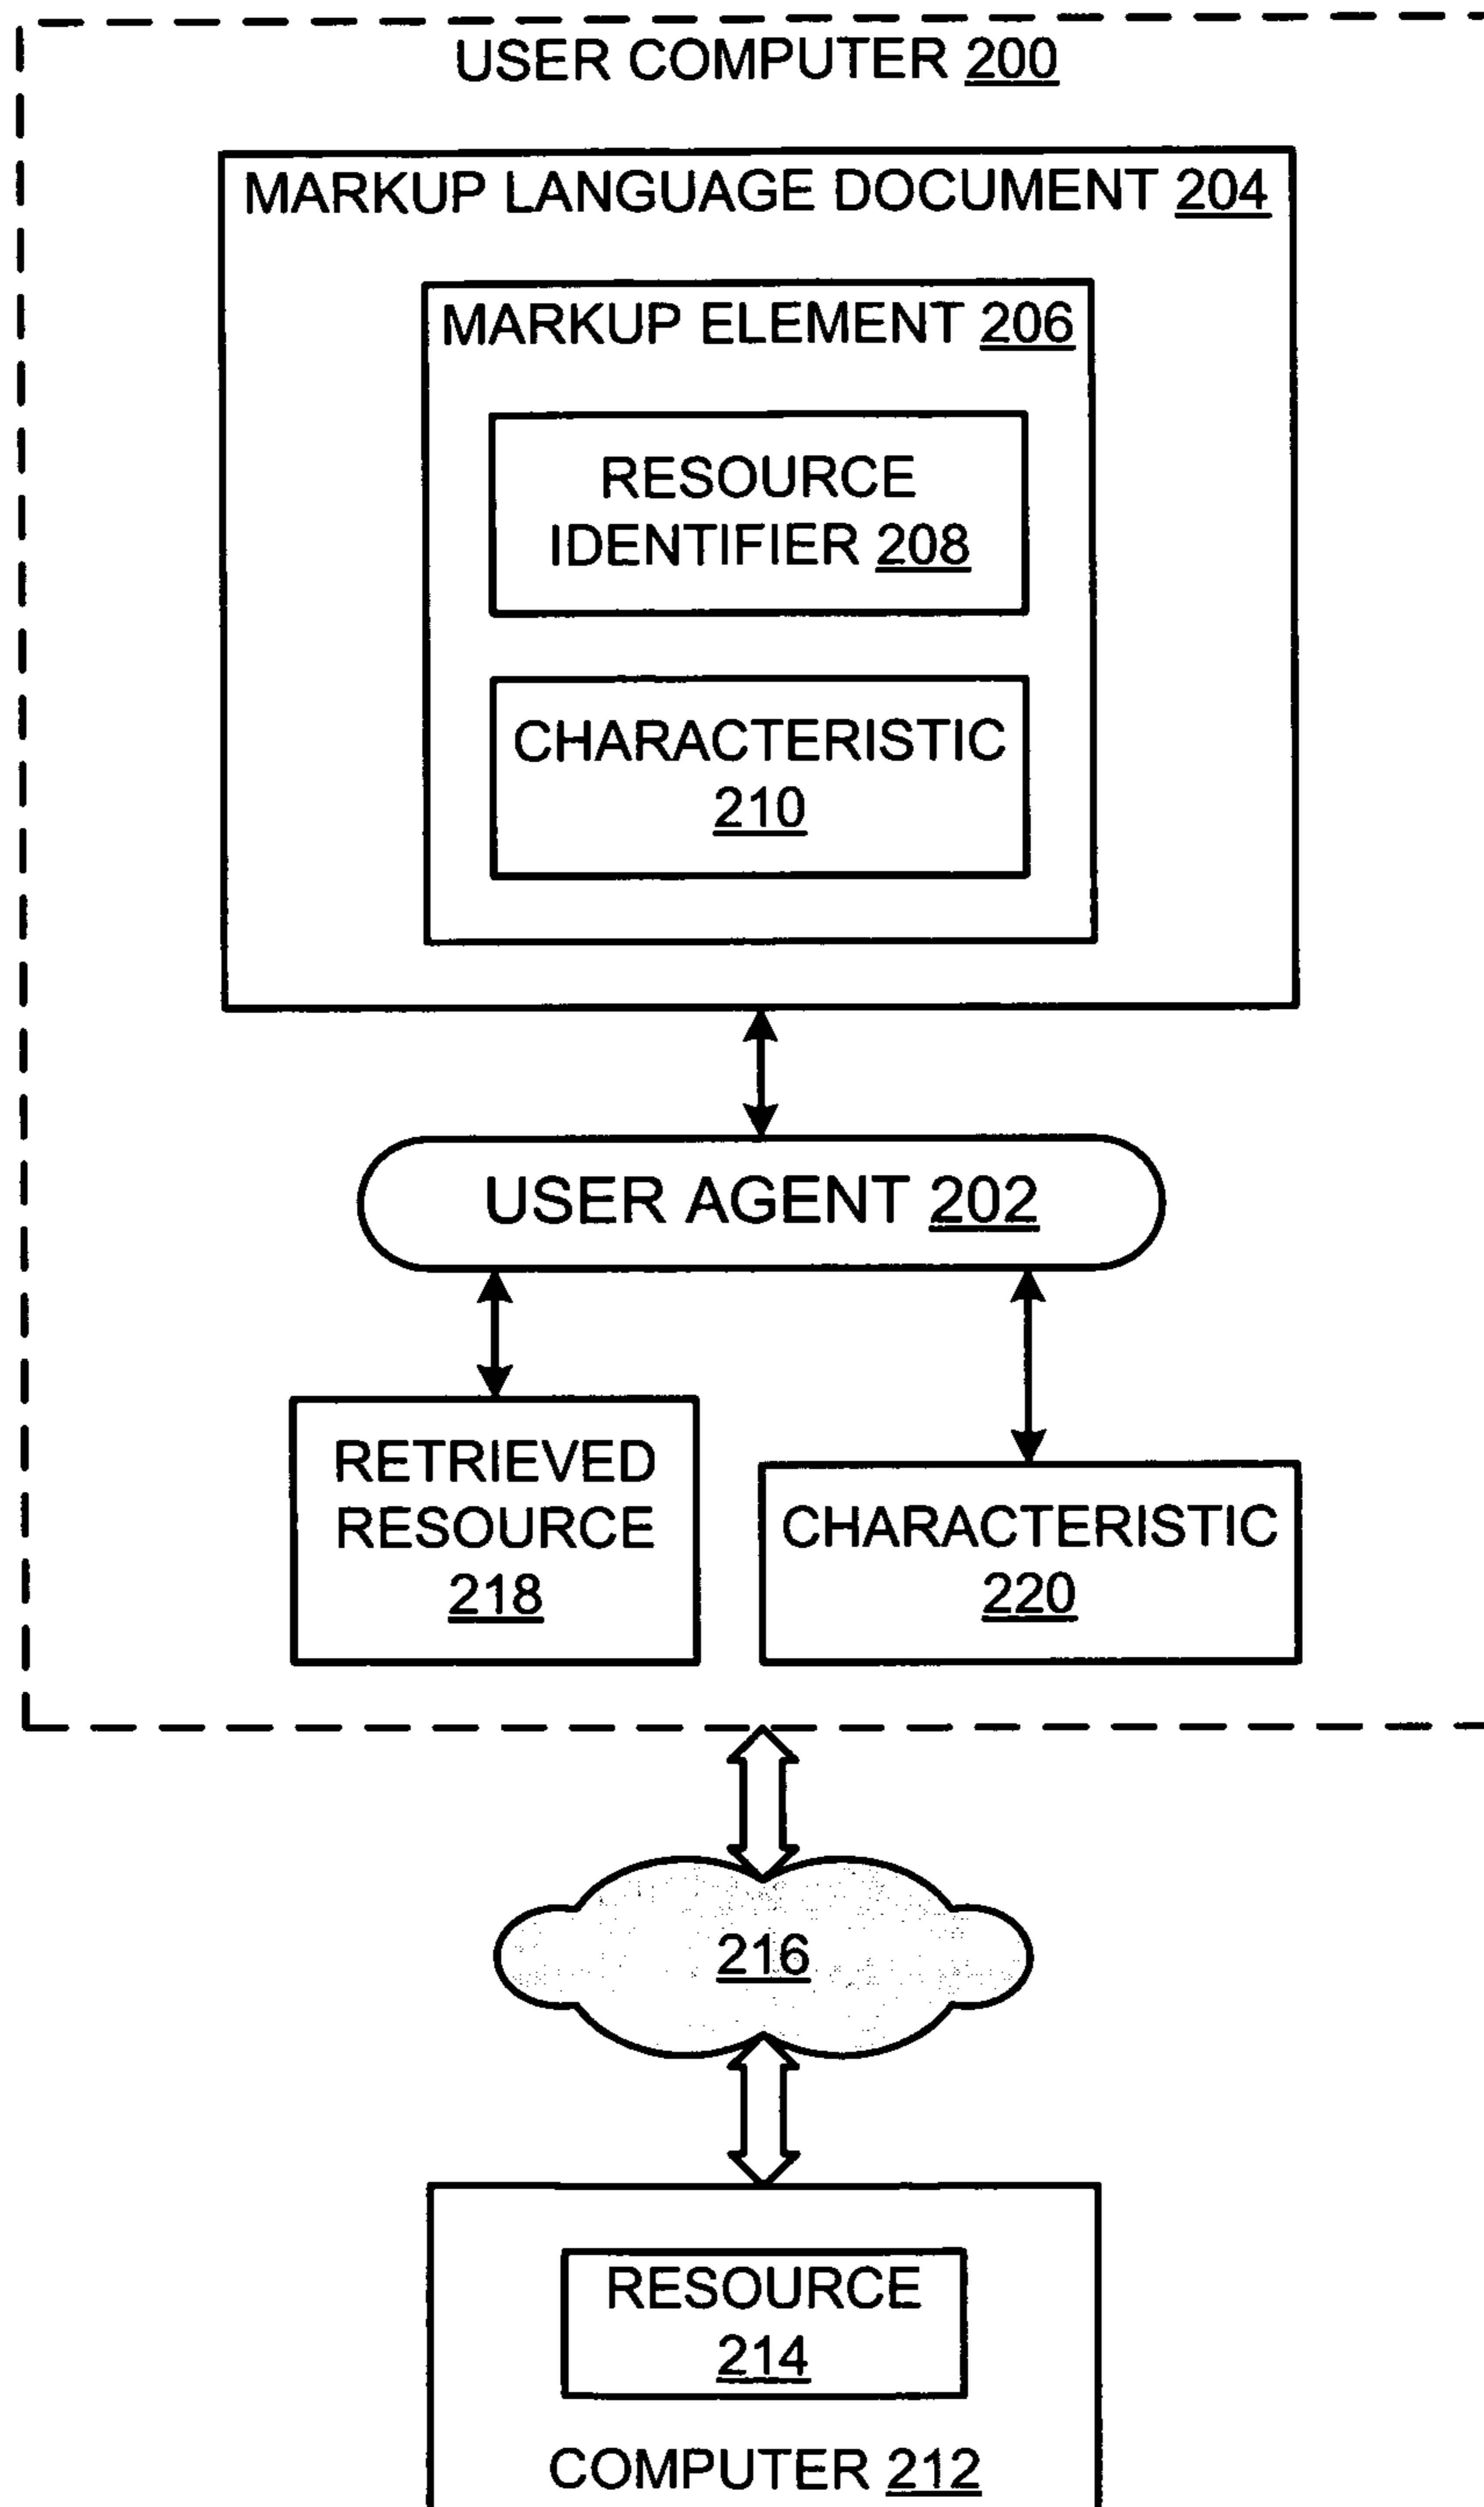 USER COMPUTER 200
MARKUP LANGUAGE DOCUMENT 204
MARKUP ELEMENT 206
RESOURCE
IDENTIFIER 208
CHARACTERISTIC
210
USER AGENT 202
RETRIEVED
RESOURCE
218
CHARACTERISTIC
220
216
RESOURCE
214
COMPUTER 212